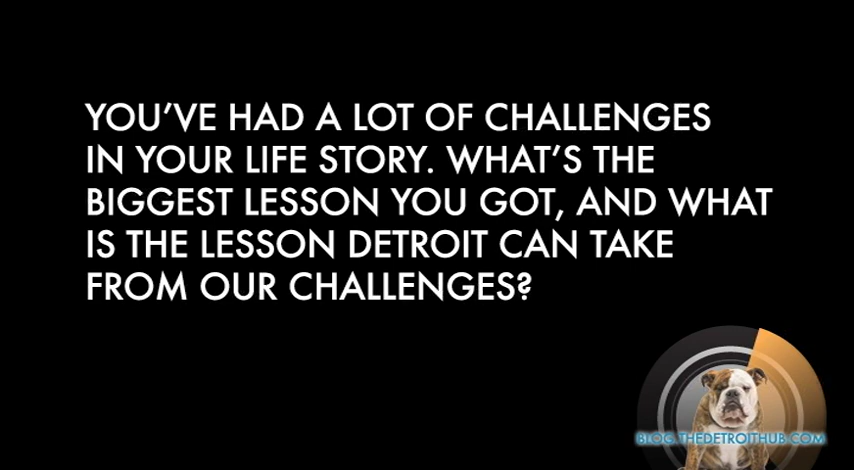 YOU'VE HAD A LOT OF CHALLENGES
IN YOUR LIFE STORY. WHAT'S THE
BIGGEST LESSON YOU GOT, AND WHAT
IS THE LESSON DETROIT CAN TAKE
FROM OUR CHALLENGES?
BLOG.THEDETROITHUB.COM